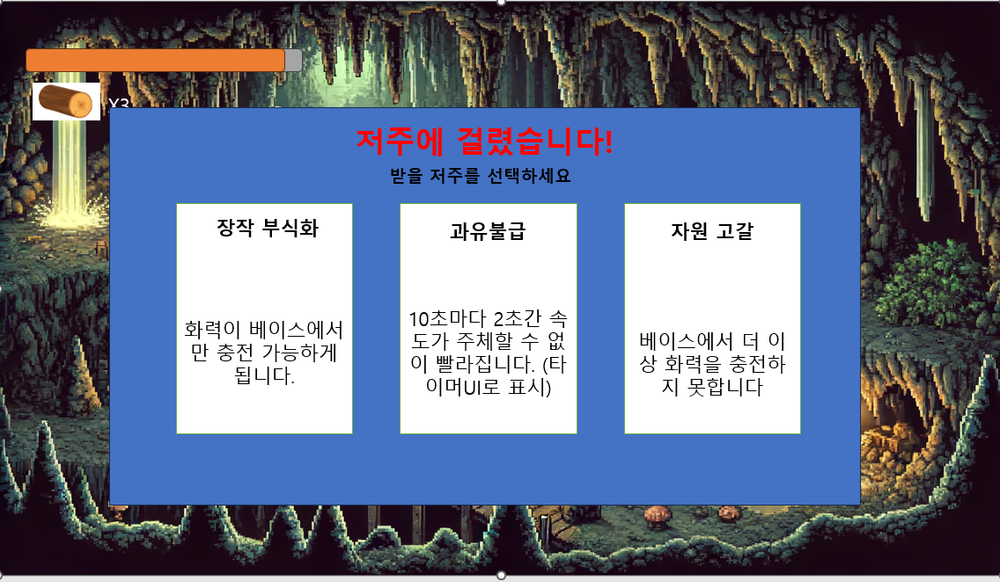 X3
저주에 걸렸습니다!
받을 저주를 선택하세요
장작 부식화
화력이 베이스에서
만 충전 가능하게
됩니다.
과유불급
10초마다 2초간 속
도가 주체할 수 없
이 빨라집니다. (타
이머UI로 표시)
자원 고갈
베이스에서 더 이
상 화력을 충전하
지 못합니다